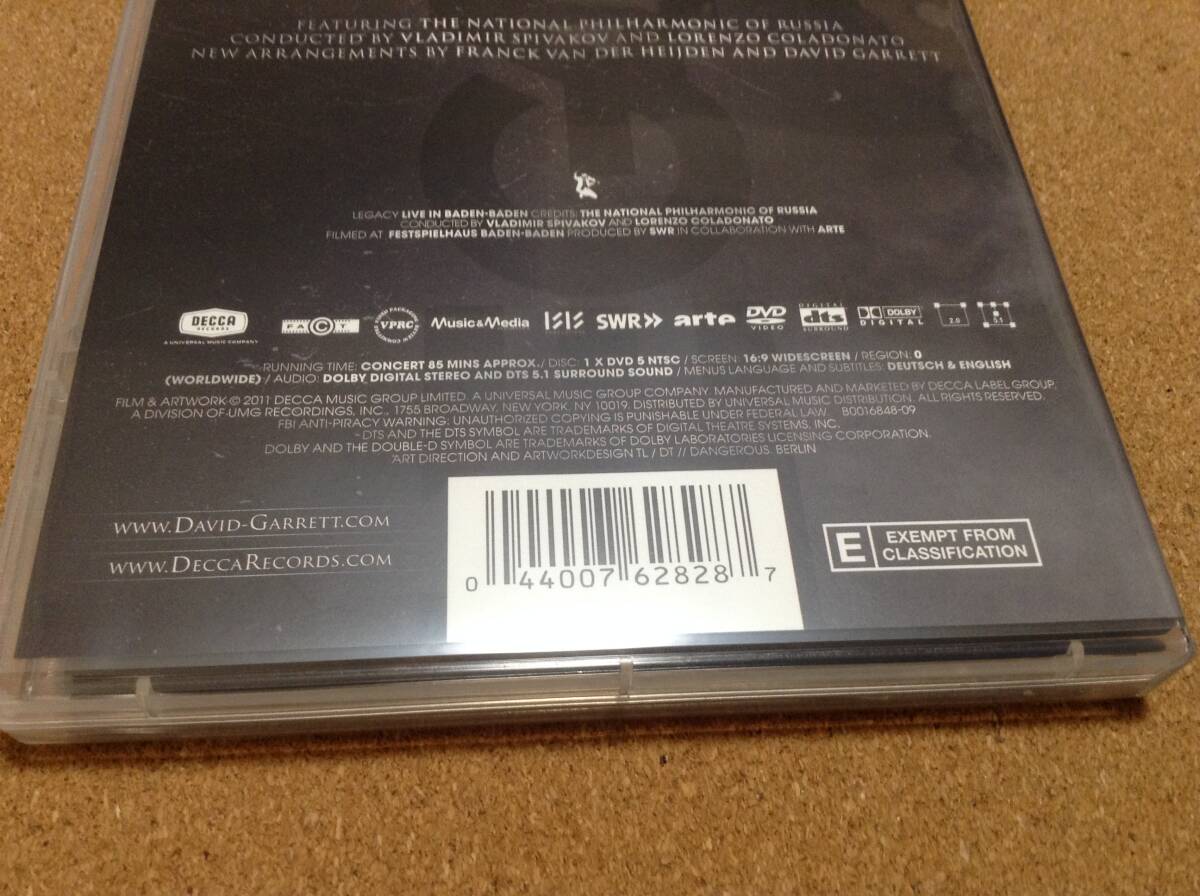 FEATURING THE NATIONAL PHILHARMONIC OF RUSSIA
CONDUCTED BY VLADIMIR SPIVAKOV AND LORENZO COLADONATO
NEW ARRANGEMENTS BY FRANCK VAN DER HEIJDEN AND DAVID GARRETT
LEGACY LIVE IN BADEN-BADEN CREDITS: THE NATIONAL PHILHARMONIC OF RUSSIA
CONDUCTED BY VLADIMIR SPIVAKOV AND LORENZO COLADONATO
FILMED AT FESTSPIELHAUS BADEN-BADEN PRODUCED BY SWR IN COLLABORATION WITH ARTE
DECCA RECORDS
A UNIVERSAL MUSIC COMPANY
FACT
VPRC
Music&Media
SWR
arte
DVD VIDEO
DIGITAL dts SURROUND
DOLBY DIGITAL
2.0
5.1
RUNNING TIME: CONCERT 85 MINS APPROX. / DISC: 1 X DVD 5 NTSC / SCREEN: 16:9 WIDESCREEN / REGION: 0
(WORLDWIDE) / AUDIO: DOLBY DIGITAL STEREO AND DTS 5.1 SURROUND SOUND / MENUS LANGUAGE AND SUBTITLES: DEUTSCH & ENGLISH
FILM & ARTWORK © 2011 DECCA MUSIC GROUP LIMITED. A UNIVERSAL MUSIC GROUP COMPANY. MANUFACTURED AND MARKETED BY DECCA LABEL GROUP,
A DIVISION OF UMG RECORDINGS, INC., 1755 BROADWAY, NEW YORK, NY 10019. DISTRIBUTED BY UNIVERSAL MUSIC DISTRIBUTION. ALL RIGHTS RESERVED.
FBI ANTI-PIRACY WARNING: UNAUTHORIZED COPYING IS PUNISHABLE UNDER FEDERAL LAW. B0016848-09
DTS AND THE DTS SYMBOL ARE TRADEMARKS OF DIGITAL THEATRE SYSTEMS, INC.
DOLBY AND THE DOUBLE-D SYMBOL ARE TRADEMARKS OF DOLBY LABORATORIES LICENSING CORPORATION.
ART DIRECTION AND ARTWORKDESIGN TL / DT // DANGEROUS. BERLIN
WWW.DAVID-GARRETT.COM
WWW.DECCARECORDS.COM
0 44007 62828 7
E EXEMPT FROM
CLASSIFICATION